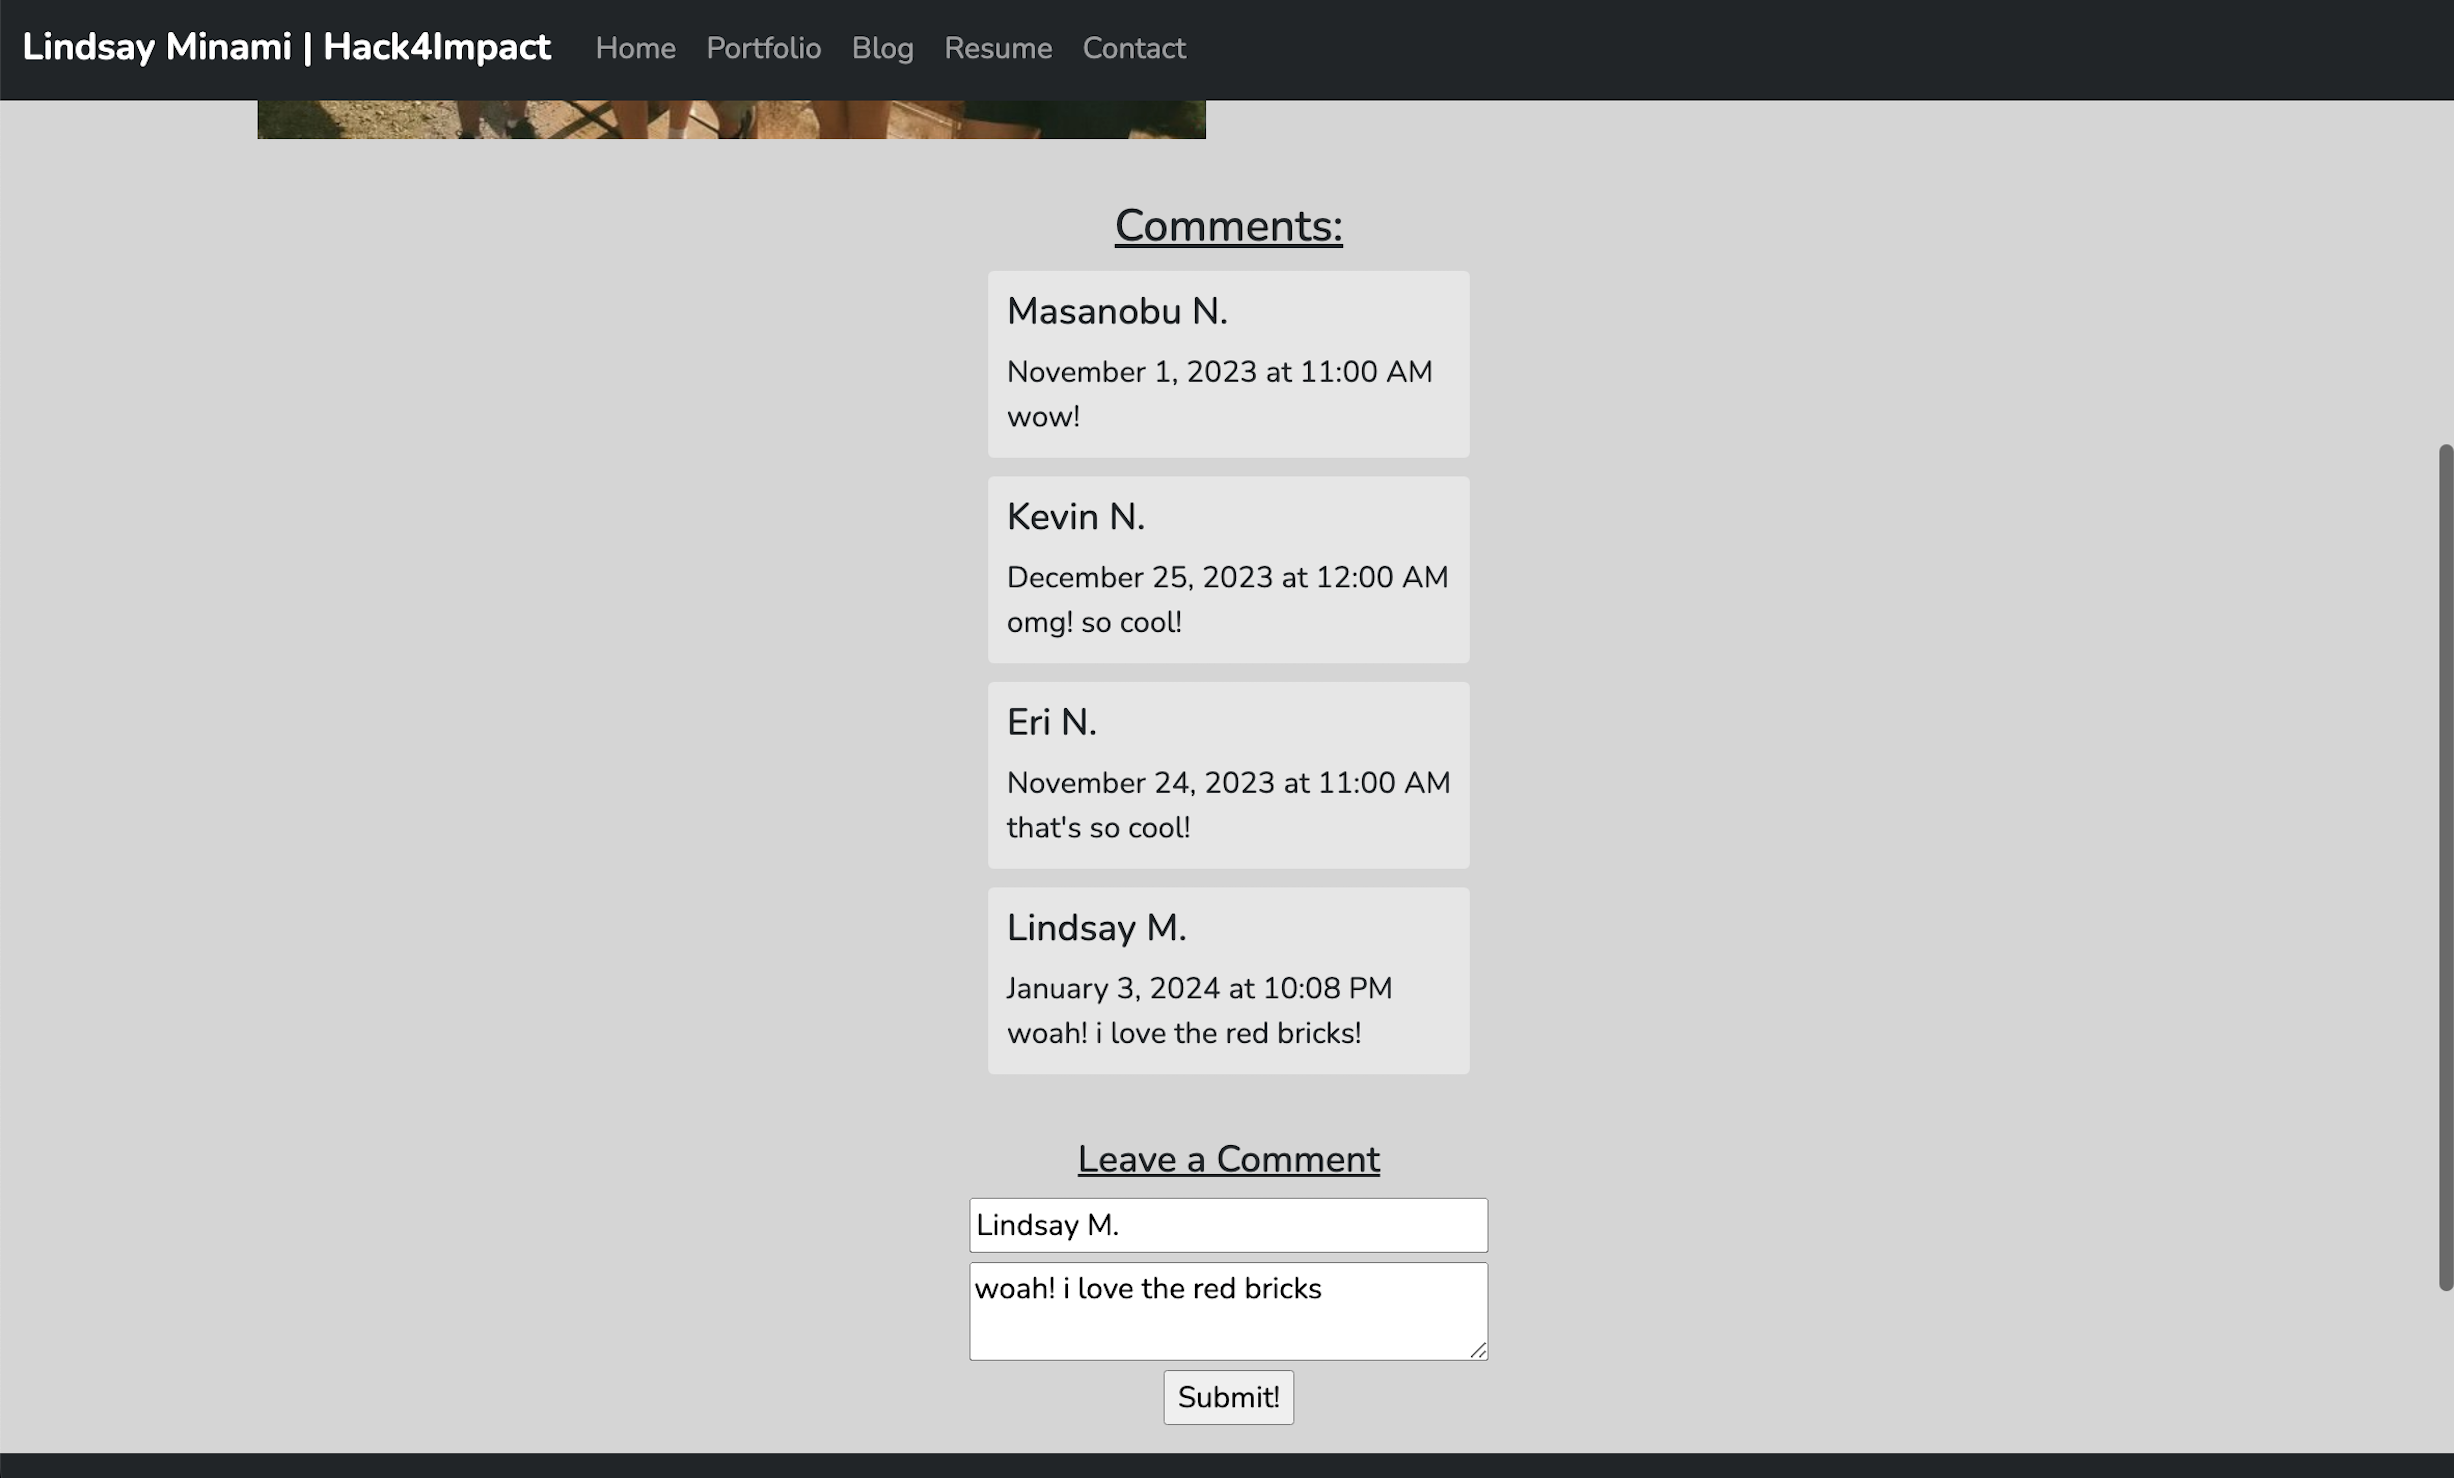 Lindsay Minami | Hack4Impact Home Portfolio Blog Resume Contact
Comments:
Masanobu N.
November 1, 2023 at 11:00 AM
wow!
Kevin N.
December 25, 2023 at 12:00 AM
omg! so cool!
Eri N.
November 24, 2023 at 11:00 AM
that's so cool!
Lindsay M.
January 3, 2024 at 10:08 PM
woah! i love the red bricks!
Leave a Comment
Lindsay M.
woah! i love the red bricks
Submit!